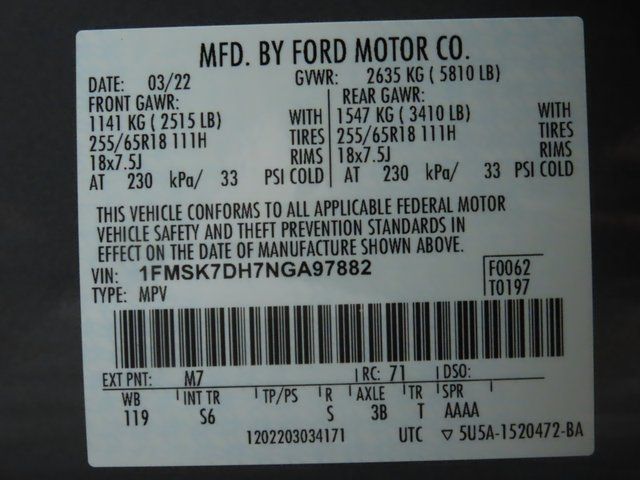 MFD. BY FORD MOTOR CO.
DATE: 03/22 GVWR: 2635 KG ( 5810 LB)
FRONT GAWR: REAR GAWR:
1141 KG ( 2515 LB) WITH 1547 KG ( 3410 LB) WITH
255/65R18 111H TIRES 255/65R18 111H TIRES
18x7.5J RIMS 18x7.5J RIMS
AT 230 kPa/ 33 PSI COLD AT 230 kPa/ 33 PSI COLD
THIS VEHICLE CONFORMS TO ALL APPLICABLE FEDERAL MOTOR
VEHICLE SAFETY AND THEFT PREVENTION STANDARDS IN
EFFECT ON THE DATE OF MANUFACTURE SHOWN ABOVE.
VIN: 1FMSK7DH7NGA97882 F0062
TYPE: MPV T0197
EXT PNT: M7 RC: 71 DSO:
WB INT TR TP/PS R AXLE TR SPR
119 S6 S 3B T AAAA
1202203034171 UTC ▽ 5U5A-1520472-BA